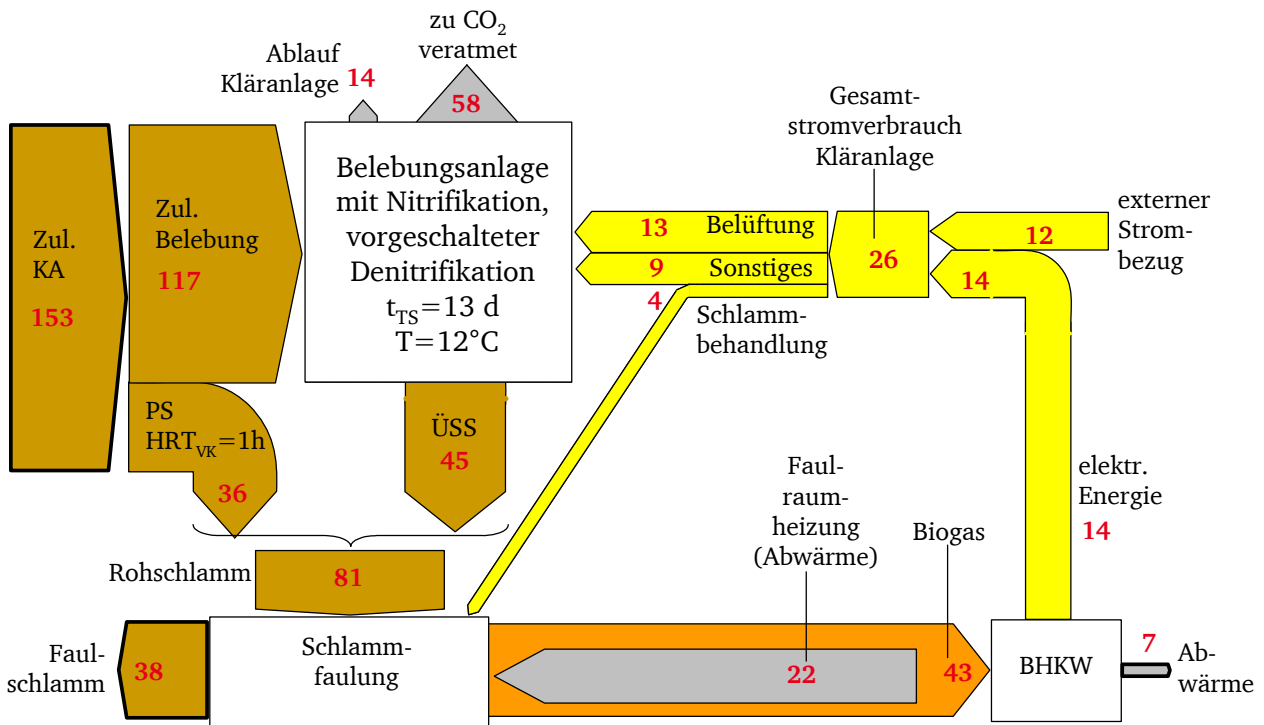 zu CO₂
veratmet
Ablauf
Kläranlage
14
58
Gesamt-
stromverbrauch
Kläranlage
Zul.
KA
153
Zul.
Belebung
117
Belebungsanlage
mit Nitrifikation,
vorgeschalteter
Denitrifikation
t_TS=13 d
T=12°C
13 Belüftung
9 Sonstiges
4
Schlamm-
behandlung
26
12
14
externer
Strom-
bezug
PS
HRT_VK=1h
36
ÜSS
45
Faul-
raum-
heizung
(Abwärme)
Biogas
elektr.
Energie
14
Rohschlamm
81
Faul-
schlamm
38
Schlamm-
faulung
22
43
BHKW
7
Ab-
wärme